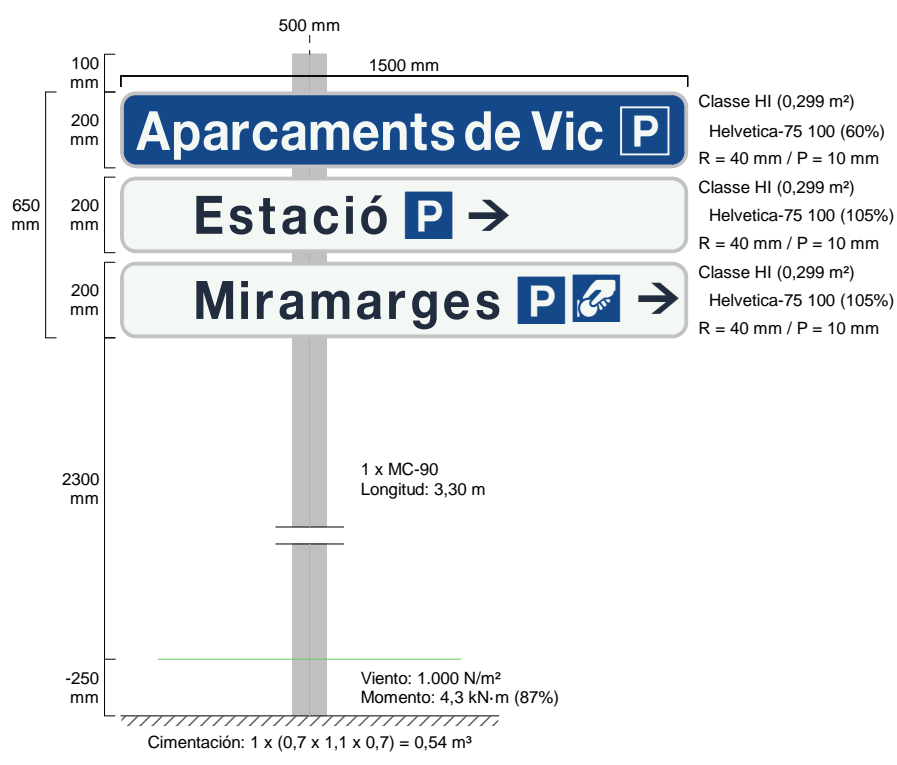 500 mm
100
mm
1500 mm
Aparcaments de Vic P
200
mm
Classe HI (0,299 m²)
Helvetica-75 100 (60%)
R = 40 mm / P = 10 mm
650
mm
Estació P
200
mm
Classe HI (0,299 m²)
Helvetica-75 100 (105%)
R = 40 mm / P = 10 mm
Miramarges P
200
mm
Classe HI (0,299 m²)
Helvetica-75 100 (105%)
R = 40 mm / P = 10 mm
2300
mm
1 x MC-90
Longitud: 3,30 m
-250
mm
Viento: 1.000 N/m²
Momento: 4,3 kN·m (87%)
Cimentación: 1 x (0,7 x 1,1 x 0,7) = 0,54 m³